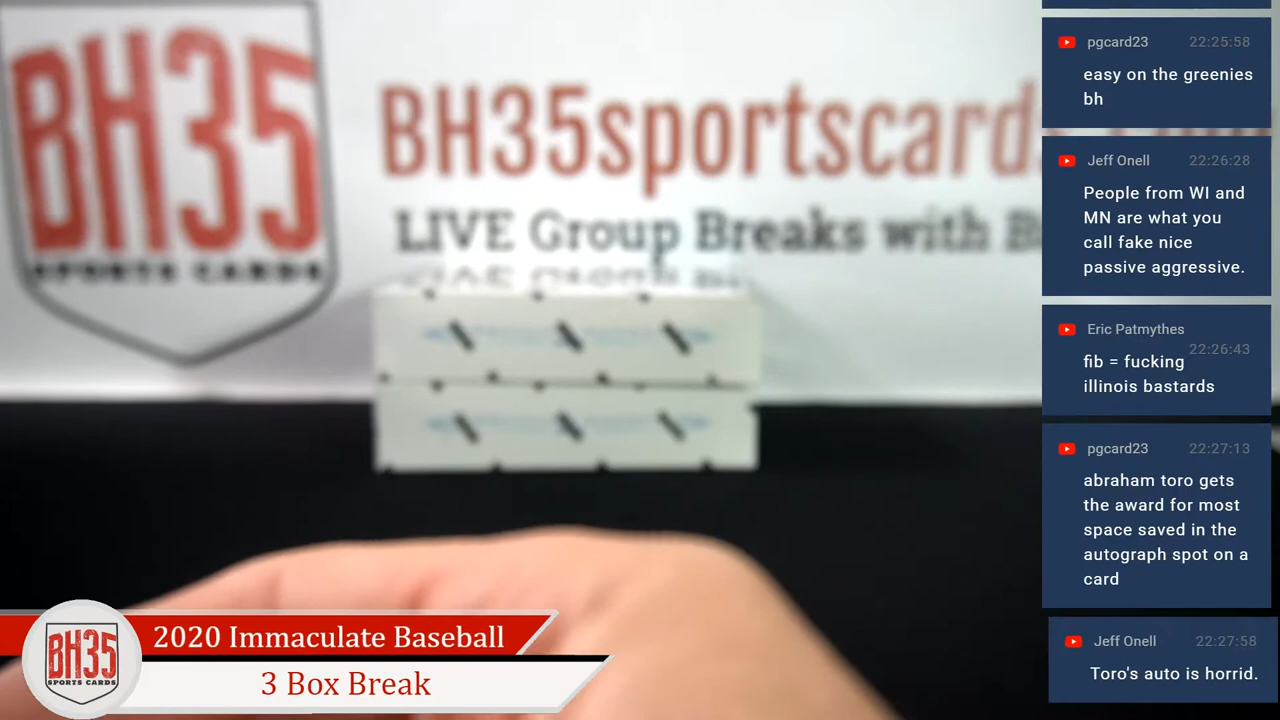 BH35
SPORTS CARDS
BH35sportscard
LIVE Group Breaks with B
pgcard23 22:25:58
easy on the greenies
bh
Jeff Onell 22:26:28
People from WI and
MN are what you
call fake nice
passive aggressive.
Eric Patmythes
22:26:43
fib = fucking
illinois bastards
pgcard23 22:27:13
abraham toro gets
the award for most
space saved in the
autograph spot on a
card
Jeff Onell 22:27:58
Toro's auto is horrid.
BH35
SPORTS CARDS
2020 Immaculate Baseball
3 Box Break